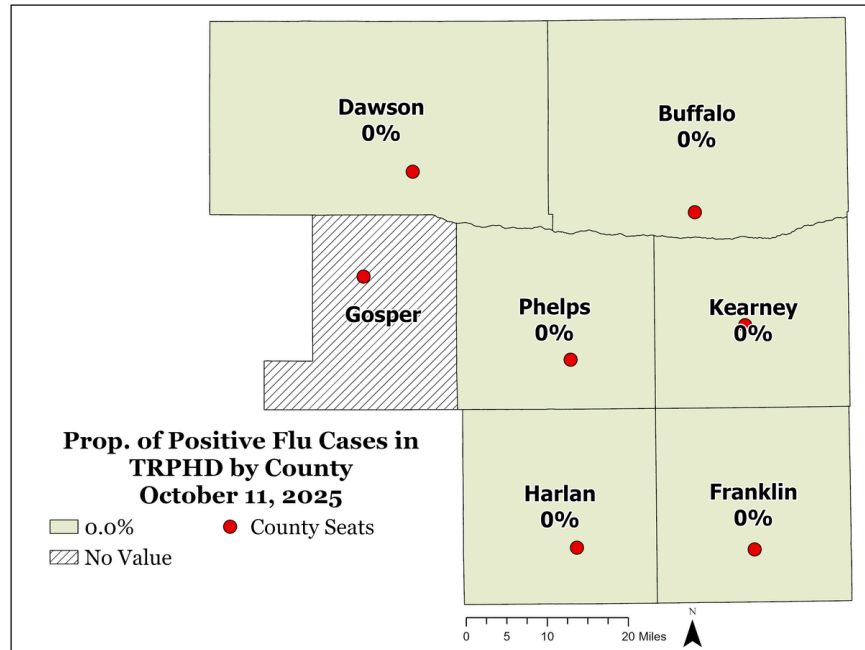 Dawson
0%
Buffalo
0%
Gosper
Phelps
0%
Kearney
0%
Prop. of Positive Flu Cases in
TRPHD by County
October 11, 2025
0.0%
County Seats
No Value
Harlan
0%
Franklin
0%
0 5 10 20 Miles
N